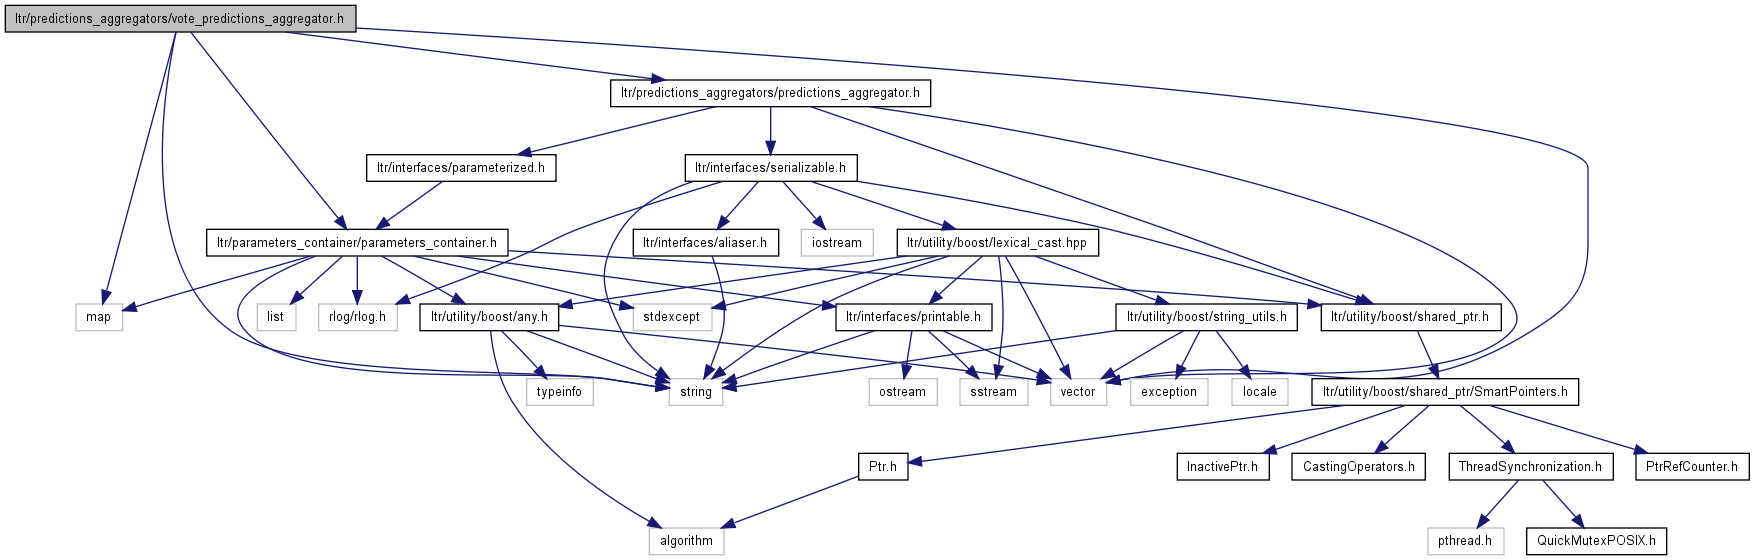 ltr/predictions_aggregators/vote_predictions_aggregator.h
ltr/predictions_aggregators/predictions_aggregator.h
ltr/interfaces/parameterized.h
ltr/interfaces/serializable.h
ltr/parameters_container/parameters_container.h
ltr/interfaces/aliaser.h
iostream
ltr/utility/boost/lexical_cast.hpp
map
list
rlog/rlog.h
ltr/utility/boost/any.h
stdexcept
ltr/interfaces/printable.h
ltr/utility/boost/string_utils.h
ltr/utility/boost/shared_ptr.h
typeinfo
string
ostream
sstream
vector
exception
locale
ltr/utility/boost/shared_ptr/SmartPointers.h
Ptr.h
InactivePtr.h
CastingOperators.h
ThreadSynchronization.h
PtrRefCounter.h
algorithm
pthread.h
QuickMutexPOSIX.h